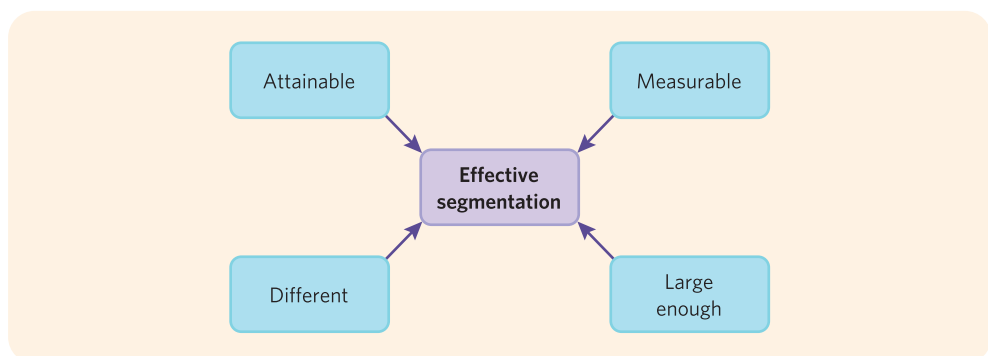 Attainable
Measurable
Effective
segmentation
Different
Large
enough